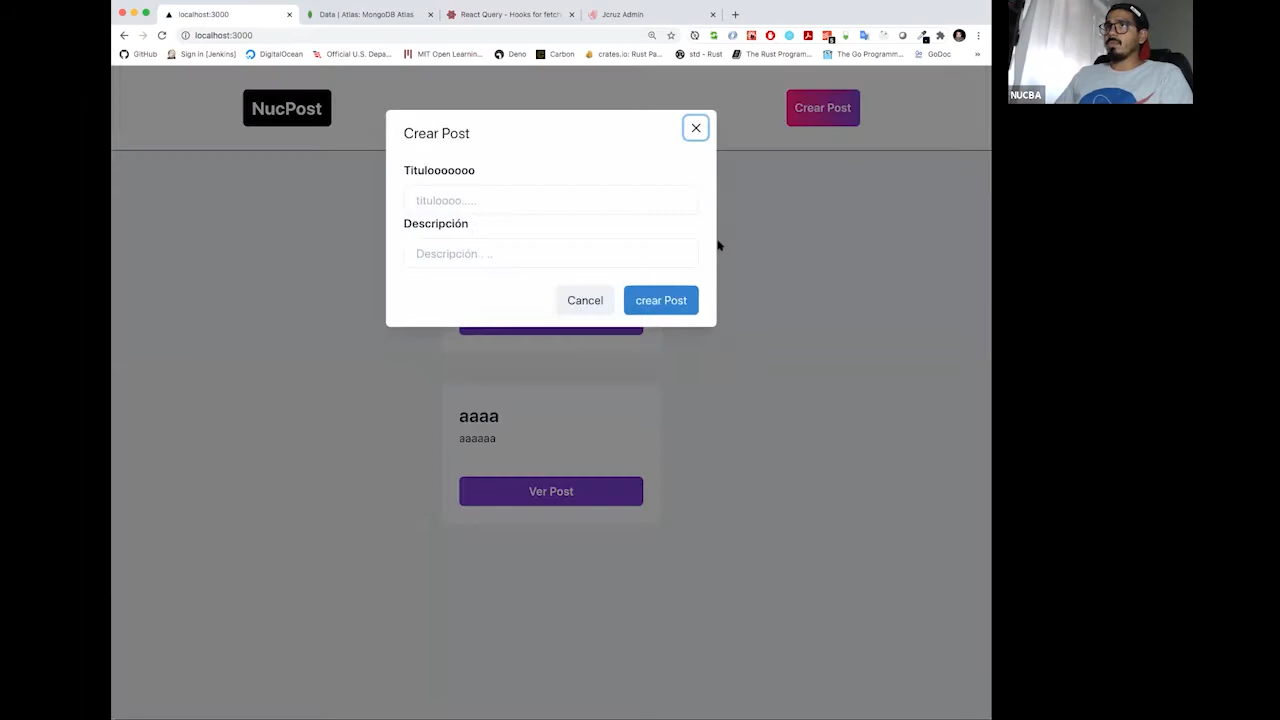 localhost:3000
Data | Atlas: MongoDB Atlas
React Query - Hooks for fetch
Jcruz Admin
localhost:3000
GitHub
Sign in [Jenkins]
DigitalOcean
Official U.S. Depa...
MIT Open Learning...
Deno
Carbon
crates.io: Rust Pa...
std - Rust
The Rust Program...
The Go Programm...
GoDoc
»
NUCBA
NucPost
Crear Post
Crear Post
Tituloooooooo
tituloooo.....
Descripción
Descripción ....
Cancel
crear Post
aaaa
aaaaaa
Ver Post